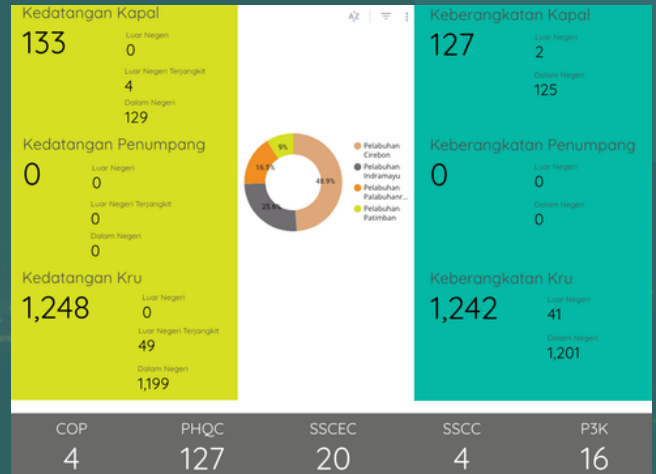 Kedatangan Kapal
133
Luar Negeri
0
Luar Negeri Terjangkit
4
Dalam Negeri
129
Kedatangan Penumpang
0
Luar Negeri
0
Luar Negeri Terjangkit
0
Dalam Negeri
0
Kedatangan Kru
1,248
Luar Negeri
0
Luar Negeri Terjangkit
49
Dalam Negeri
1,199
9%
16.5%
48.9%
25.6%
Pelabuhan
Cirebon
Pelabuhan
Indramayu
Pelabuhan
Palabuhanr...
Pelabuhan
Patimban
Keberangkatan Kapal
127
Luar Negeri
2
Dalam Negeri
125
Keberangkatan Penumpang
0
Luar Negeri
0
Dalam Negeri
0
Keberangkatan Kru
1,242
Luar Negeri
41
Dalam Negeri
1,201
COP
4
PHQC
127
SSCEC
20
SSCC
4
P3K
16